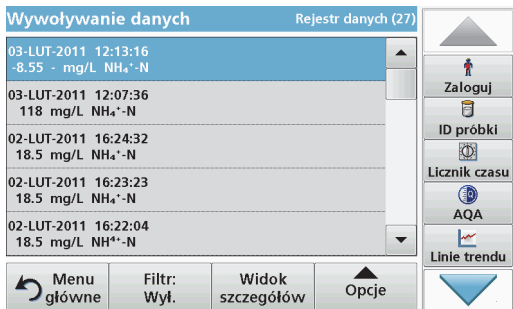 Wywoływanie danych
Rejestr danych (27)
03-LUT-2011 12:13:16
-8.55 - mg/L NH₄⁺-N
03-LUT-2011 12:07:36
118 mg/L NH₄⁺-N
02-LUT-2011 16:24:32
18.5 mg/L NH₄⁺-N
02-LUT-2011 16:23:23
18.5 mg/L NH₄⁺-N
02-LUT-2011 16:22:04
18.5 mg/L NH⁴⁺-N
Zaloguj
ID próbki
Licznik czasu
AQA
Linie trendu
Menu
główne
Filtr:
Wył.
Widok
szczegółów
Opcje